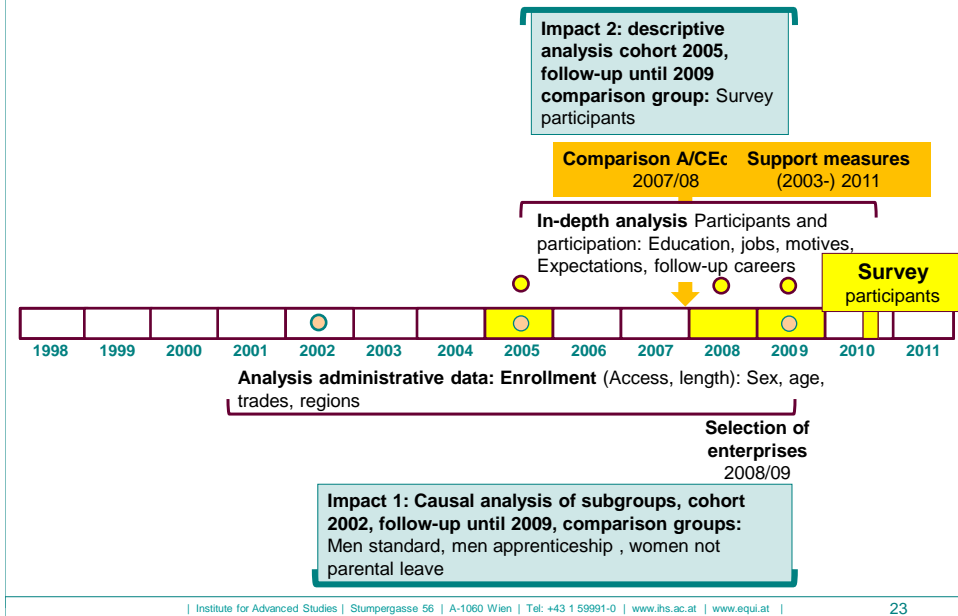 Impact 2: descriptive
analysis cohort 2005,
follow-up until 2009
comparison group: Survey
participants
Comparison A/CEc
2007/08
Support measures
(2003-) 2011
In-depth analysis Participants and
participation: Education, jobs, motives,
Expectations, follow-up careers
Survey
participants
1998 1999 2000 2001 2002 2003 2004 2005 2006 2007 2008 2009 2010 2011
Analysis administrative data: Enrollment (Access, length): Sex, age,
trades, regions
Selection of
enterprises
2008/09
Impact 1: Causal analysis of subgroups, cohort
2002, follow-up until 2009, comparison groups:
Men standard, men apprenticeship , women not
parental leave
| Institute for Advanced Studies | Stumpergasse 56 | A-1060 Wien | Tel: +43 1 59991-0 | www.ihs.ac.at | www.equi.at |
23